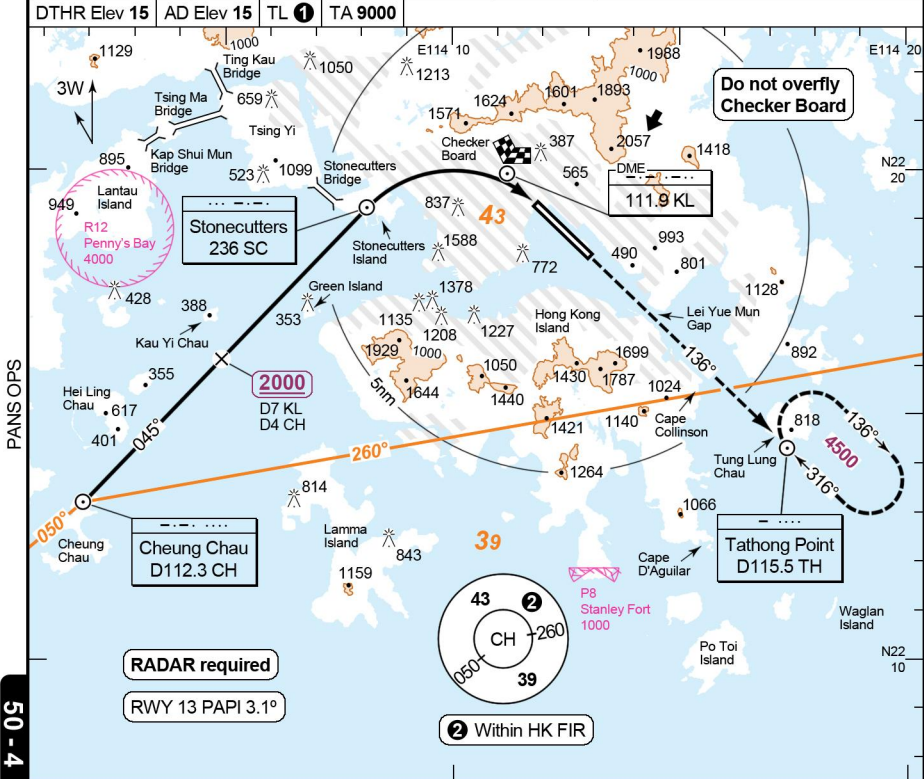 DTHR Elev 15 AD Elev 15 TL 1 TA 9000
1129
1000
Ting Kau
Bridge
1050
1213
E114 10
1988
1000
E114 20
3W
Tsing Ma
Bridge
659
Tsing Yi
1571
1624
1601
1893
Do not overfly
Checker Board
895
Kap Shui Mun
Bridge
523
1099
Stonecutters
Bridge
Checker
Board
387
2057
1418
N22
20
565
DME
111.9 KL
949
Lantau
Island
R12
Penny's Bay
4000
Stonecutters
236 SC
837
43
Stonecutters
Island
1588
772
490
993
801
428
388
Kau Yi Chau
Green Island
353
1378
1135
1208
1227
Hong Kong
Island
Lei Yue Mun
Gap
1128
892
1929
1000
1644
1050
1440
1430
1699
1787
136°
PANS OPS
Hei Ling
Chau
355
617
401
2000
D7 KL
D4 CH
5nm
1024
1140
Cape
Collinson
1421
045°
260°
818
136°
4500
316°
Tung Lung
Chau
1264
050°
Cheung
Chau
814
1066
Cheung Chau
D112.3 CH
Lamma
Island
843
1159
39
Cape
D'Aguilar
Tathong Point
D115.5 TH
P8
Stanley Fort
1000
Waglan
Island
Po Toi
Island
43
2
CH
260
050
39
N22
10
RADAR required
RWY 13 PAPI 3.1º
2 Within HK FIR
50 - 4